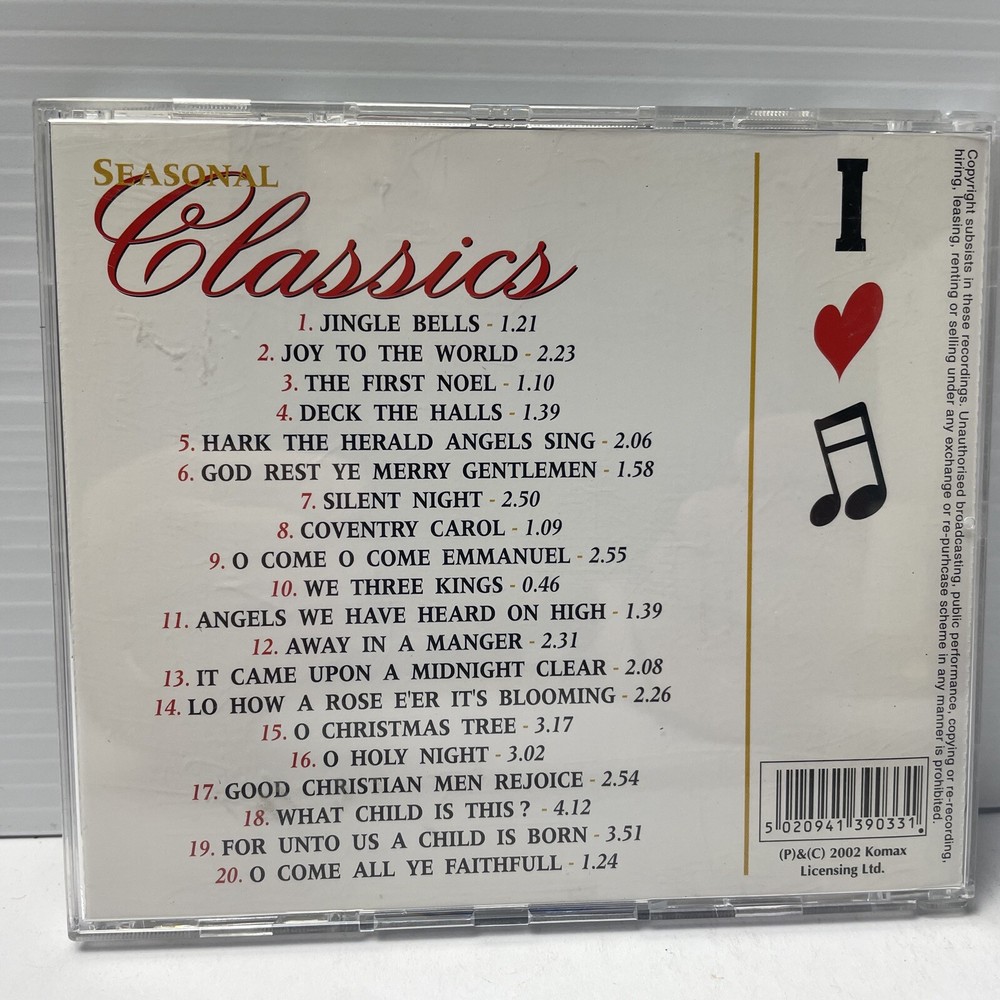 SEASONAL
Classics
1. JINGLE BELLS - 1.21
2. JOY TO THE WORLD - 2.23
3. THE FIRST NOEL - 1.10
4. DECK THE HALLS - 1.39
5. HARK THE HERALD ANGELS SING - 2.06
6. GOD REST YE MERRY GENTLEMEN - 1.58
7. SILENT NIGHT - 2.50
8. COVENTRY CAROL - 1.09
9. O COME O COME EMMANUEL - 2.55
10. WE THREE KINGS - 0.46
11. ANGELS WE HAVE HEARD ON HIGH - 1.39
12. AWAY IN A MANGER - 2.31
13. IT CAME UPON A MIDNIGHT CLEAR - 2.08
14. LO HOW A ROSE E'ER IT'S BLOOMING - 2.26
15. O CHRISTMAS TREE - 3.17
16. O HOLY NIGHT - 3.02
17. GOOD CHRISTIAN MEN REJOICE - 2.54
18. WHAT CHILD IS THIS? - 4.12
19. FOR UNTO US A CHILD IS BORN - 3.51
20. O COME ALL YE FAITHFULL - 1.24
I
Copyright subsists in these recordings. Unauthorised broadcasting, public performance, copying or re-recording,
hiring, leasing, renting or selling under any exchange or re-purhcase scheme in any manner is prohibited.
5 020941 390331
(P)&(C) 2002 Komax
Licensing Ltd.